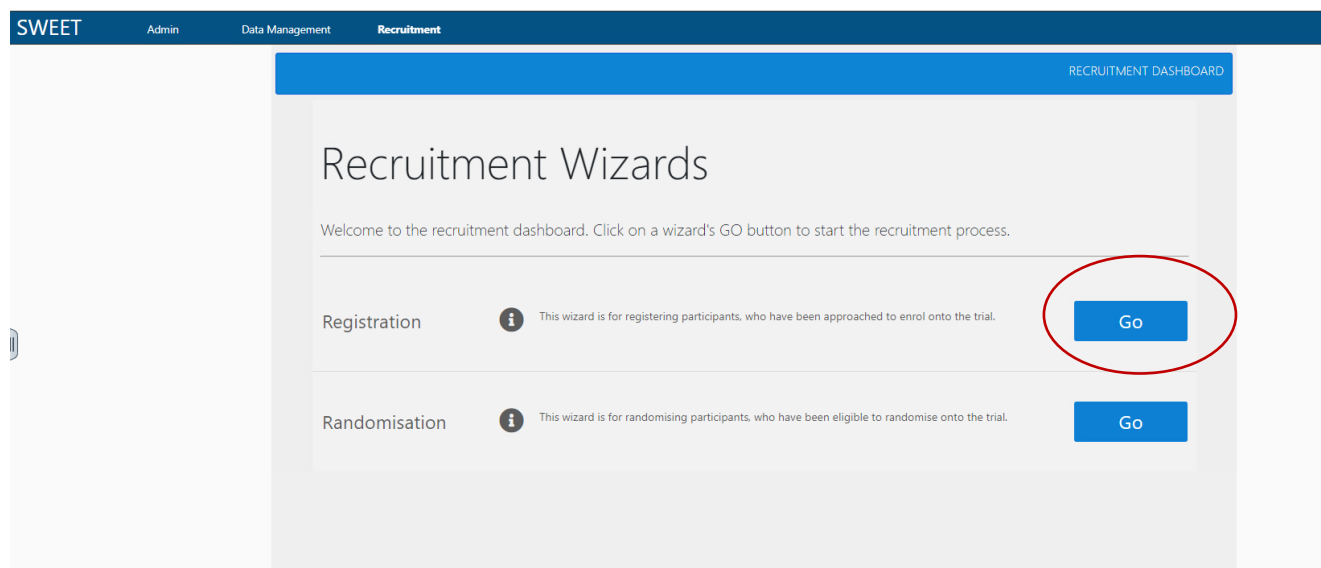 SWEET Admin Data Management Recruitment
RECRUITMENT DASHBOARD
Recruitment Wizards
Welcome to the recruitment dashboard. Click on a wizard's GO button to start the recruitment process.
Registration This wizard is for registering participants, who have been approached to enrol onto the trial. Go
Randomisation This wizard is for randomising participants, who have been eligible to randomise onto the trial. Go